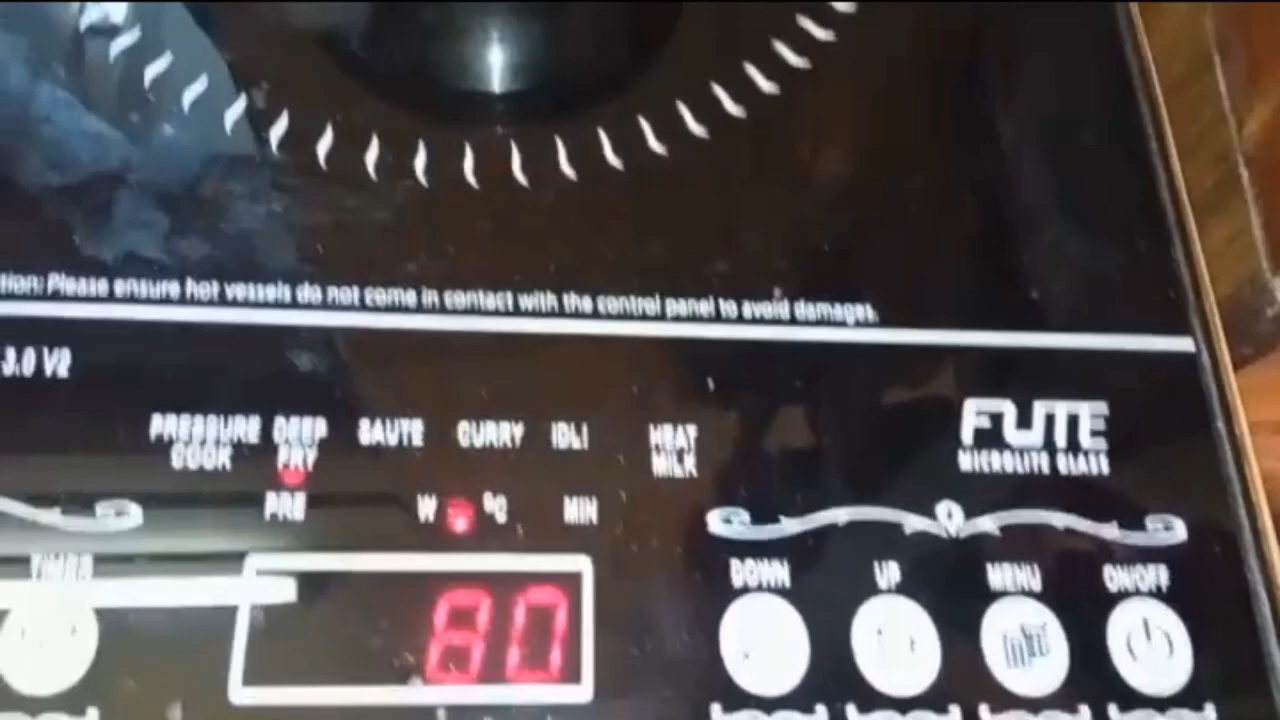 tion: Please ensure hot vessels do not come in contact with the control panel to avoid damages.
3.0 V2
PRESSURE COOK
DEEP FRY
SAUTE
CURRY
IDLI
HEAT MILK
FUTE
MICROLITE GLASS
PRE
W
°C
MIN
TIMER
80
DOWN
UP
MENU
ON/OFF